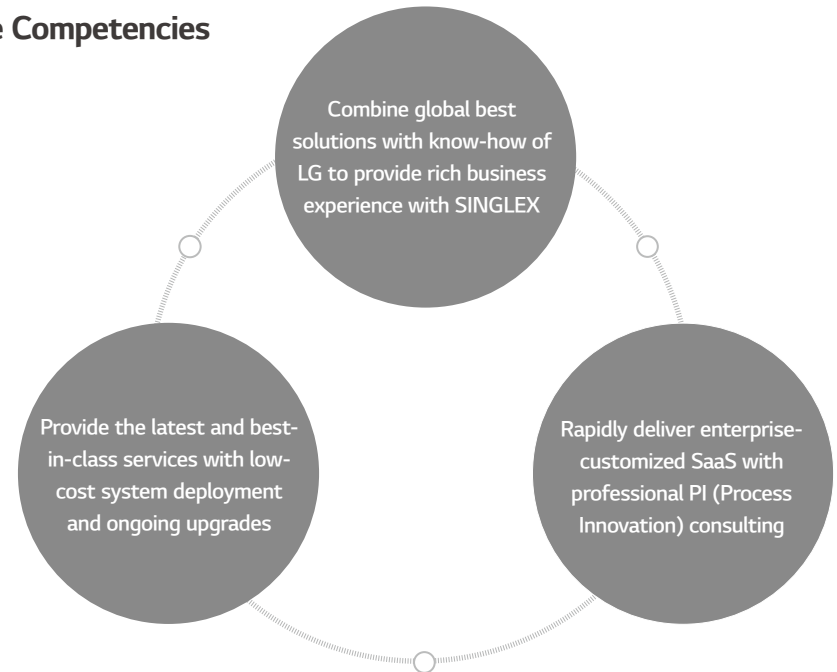 e Competencies
Combine global best
solutions with know-how of
LG to provide rich business
experience with SINGLEX
Provide the latest and best-
in-class services with low-
cost system deployment
and ongoing upgrades
Rapidly deliver enterprise-
customized SaaS with
professional PI (Process
Innovation) consulting